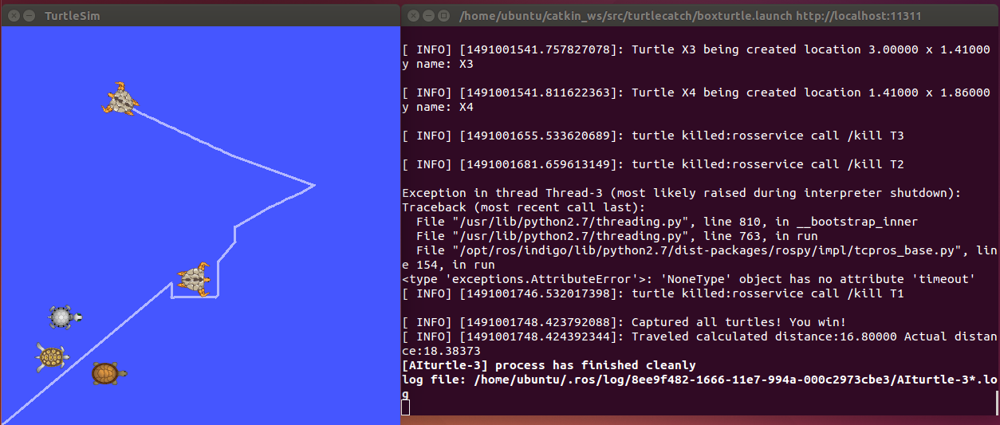 TurtleSim
/home/ubuntu/catkin_ws/src/turtlecatch/boxturtle.launch http://localhost:11311
[ INFO] [1491001541.757827078]: Turtle X3 being created location 3.00000 x 1.41000
y name: X3
[ INFO] [1491001541.811622363]: Turtle X4 being created location 1.41000 x 1.86000
y name: X4
[ INFO] [1491001655.533620689]: turtle killed:rosservice call /kill T3
[ INFO] [1491001681.659613149]: turtle killed:rosservice call /kill T2
Exception in thread Thread-3 (most likely raised during interpreter shutdown):
Traceback (most recent call last):
  File "/usr/lib/python2.7/threading.py", line 810, in __bootstrap_inner
  File "/usr/lib/python2.7/threading.py", line 763, in run
  File "/opt/ros/indigo/lib/python2.7/dist-packages/rospy/impl/tcpros_base.py", lin
e 154, in run
<type 'exceptions.AttributeError'>: 'NoneType' object has no attribute 'timeout'
[ INFO] [1491001746.532017398]: turtle killed:rosservice call /kill T1
[ INFO] [1491001748.423792088]: Captured all turtles! You win!
[ INFO] [1491001748.424392344]: Traveled calculated distance:16.80000 Actual distan
ce:18.38373
[AIturtle-3] process has finished cleanly
log file: /home/ubuntu/.ros/log/8ee9f482-1666-11e7-994a-000c2973cbe3/AIturtle-3*.lo
g